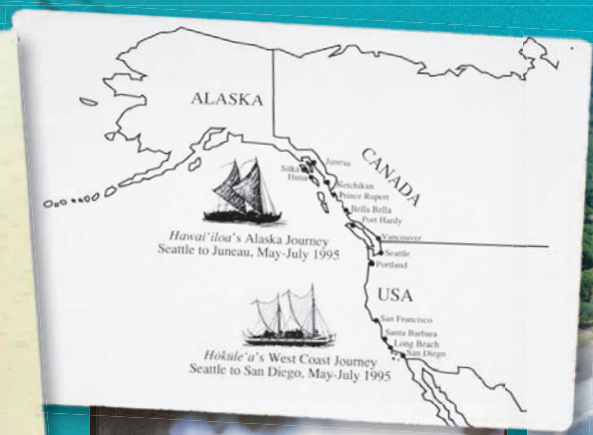 ALASKA
CANADA
Juneau
Sitka
Huna
Ketchikan
Prince Rupert
Bella Bella
Port Hardy
Vancouver
Seattle
Portland
Hawai‘iloa’s Alaska Journey
Seattle to Juneau, May-July 1995
USA
San Francisco
Santa Barbara
Long Beach
San Diego
Hōkūle‘a’s West Coast Journey
Seattle to San Diego, May-July 1995